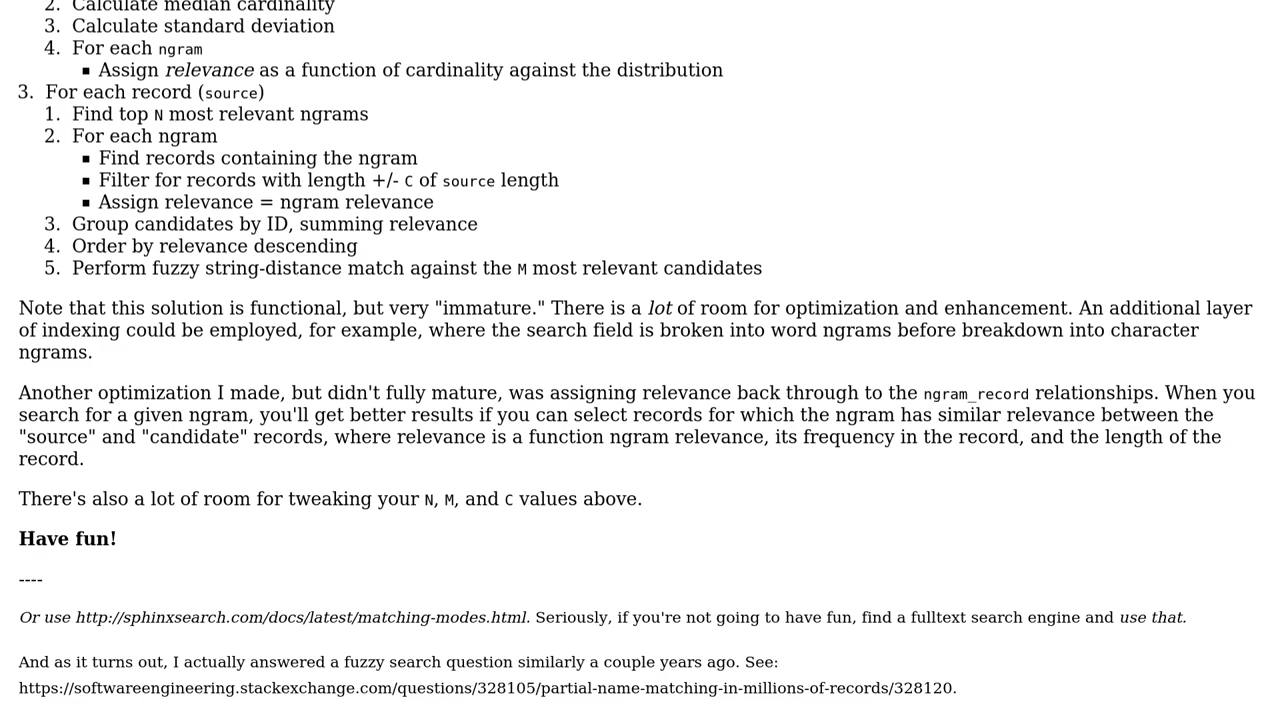 2. Calculate median cardinality
3. Calculate standard deviation
4. For each ngram
▪ Assign relevance as a function of cardinality against the distribution
3. For each record (source)
1. Find top N most relevant ngrams
2. For each ngram
▪ Find records containing the ngram
▪ Filter for records with length +/- C of source length
▪ Assign relevance = ngram relevance
3. Group candidates by ID, summing relevance
4. Order by relevance descending
5. Perform fuzzy string-distance match against the M most relevant candidates
Note that this solution is functional, but very "immature." There is a lot of room for optimization and enhancement. An additional layer
of indexing could be employed, for example, where the search field is broken into word ngrams before breakdown into character
ngrams.
Another optimization I made, but didn't fully mature, was assigning relevance back through to the ngram_record relationships. When you
search for a given ngram, you'll get better results if you can select records for which the ngram has similar relevance between the
"source" and "candidate" records, where relevance is a function ngram relevance, its frequency in the record, and the length of the
record.
There's also a lot of room for tweaking your N, M, and C values above.
Have fun!
----
Or use http://sphinxsearch.com/docs/latest/matching-modes.html. Seriously, if you're not going to have fun, find a fulltext search engine and use that.
And as it turns out, I actually answered a fuzzy search question similarly a couple years ago. See:
https://softwareengineering.stackexchange.com/questions/328105/partial-name-matching-in-millions-of-records/328120.